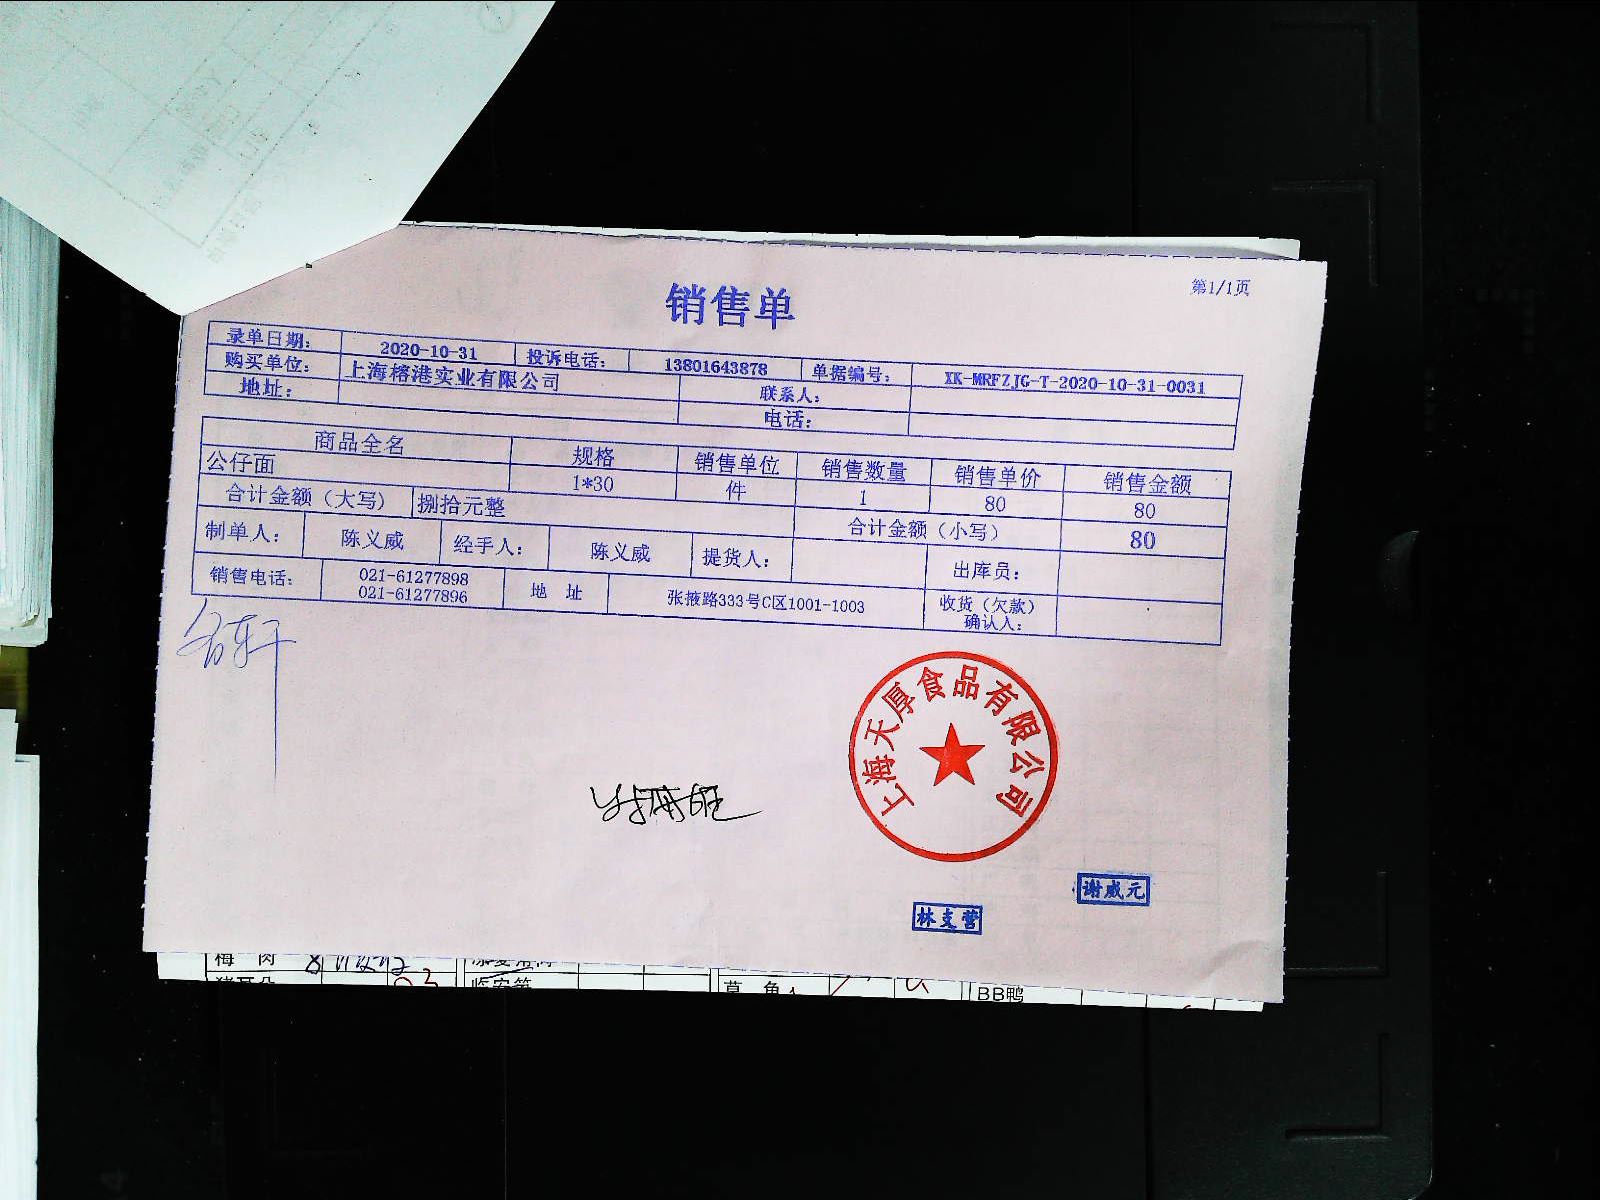 销售单
第1/1页
录单日期： 2020-10-31 投诉电话： 13801643878 单据编号： XK-MRFZJG-T-2020-10-31-0031
购买单位： 上海榕港实业有限公司 联系人：
地址： 电话：
商品全名 规格 销售单位 销售数量 销售单价 销售金额
公仔面 1*30 件 1 80 80
合计金额（大写） 捌拾元整 合计金额（小写） 80
制单人： 陈义威 经手人： 陈义威 提货人： 出库员：
销售电话： 021-61277898 021-61277896 地 址 张掖路333号C区1001-1003 收货（欠款）确认人：
上海天厚食品有限公司
谢威元
林支营
梅 肉 8
BB鸭